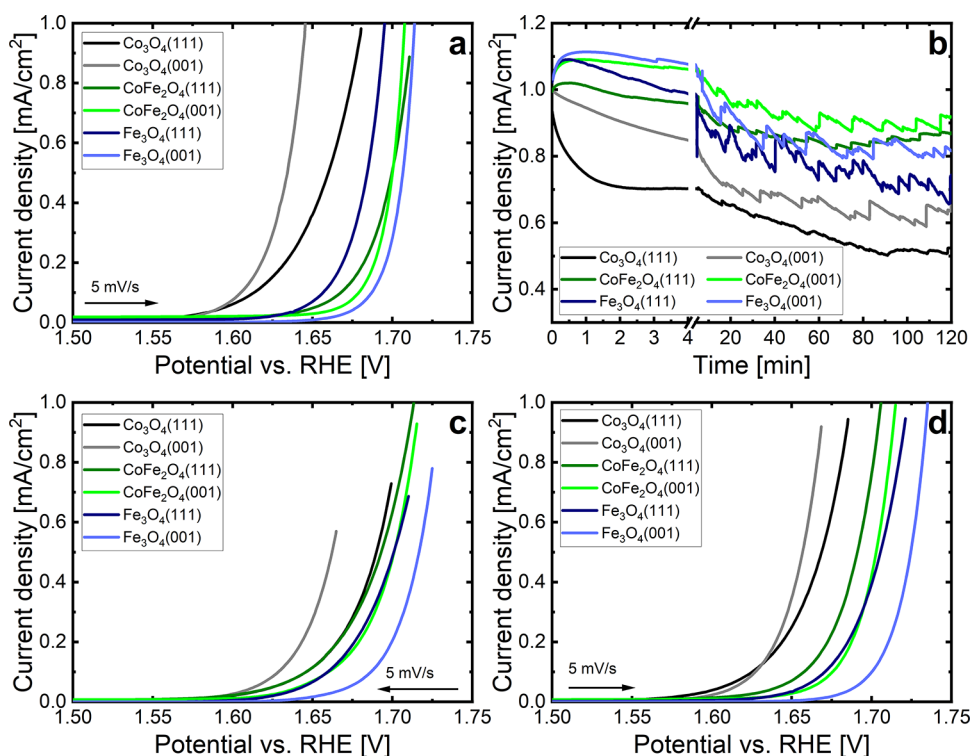 a
Co₃O₄(111)
Co₃O₄(001)
CoFe₂O₄(111)
CoFe₂O₄(001)
Fe₃O₄(111)
Fe₃O₄(001)
5 mV/s
Current density [mA/cm2]
0.0
0.2
0.4
0.6
0.8
1.0
1.50
1.55
1.60
1.65
1.70
1.75
Potential vs. RHE [V]
b
Co₃O₄(111)
Co₃O₄(001)
CoFe₂O₄(111)
CoFe₂O₄(001)
Fe₃O₄(111)
Fe₃O₄(001)
Current density [mA/cm²]
0.4
0.6
0.8
1.0
1.2
0
1
2
3
4
20
40
60
80
100
120
Time [min]
c
Co₃O₄(111)
Co₃O₄(001)
CoFe₂O₄(111)
CoFe₂O₄(001)
Fe₃O₄(111)
Fe₃O₄(001)
5 mV/s
Current density [mA/cm²]
0.0
0.2
0.4
0.6
0.8
1.0
1.50
1.55
1.60
1.65
1.70
1.75
Potential vs. RHE [V]
d
Co₃O₄(111)
Co₃O₄(001)
CoFe₂O₄(111)
CoFe₂O₄(001)
Fe₃O₄(111)
Fe₃O₄(001)
5 mV/s
Current density [mA/cm²]
0.0
0.2
0.4
0.6
0.8
1.0
1.50
1.55
1.60
1.65
1.70
1.75
Potential vs. RHE [V]